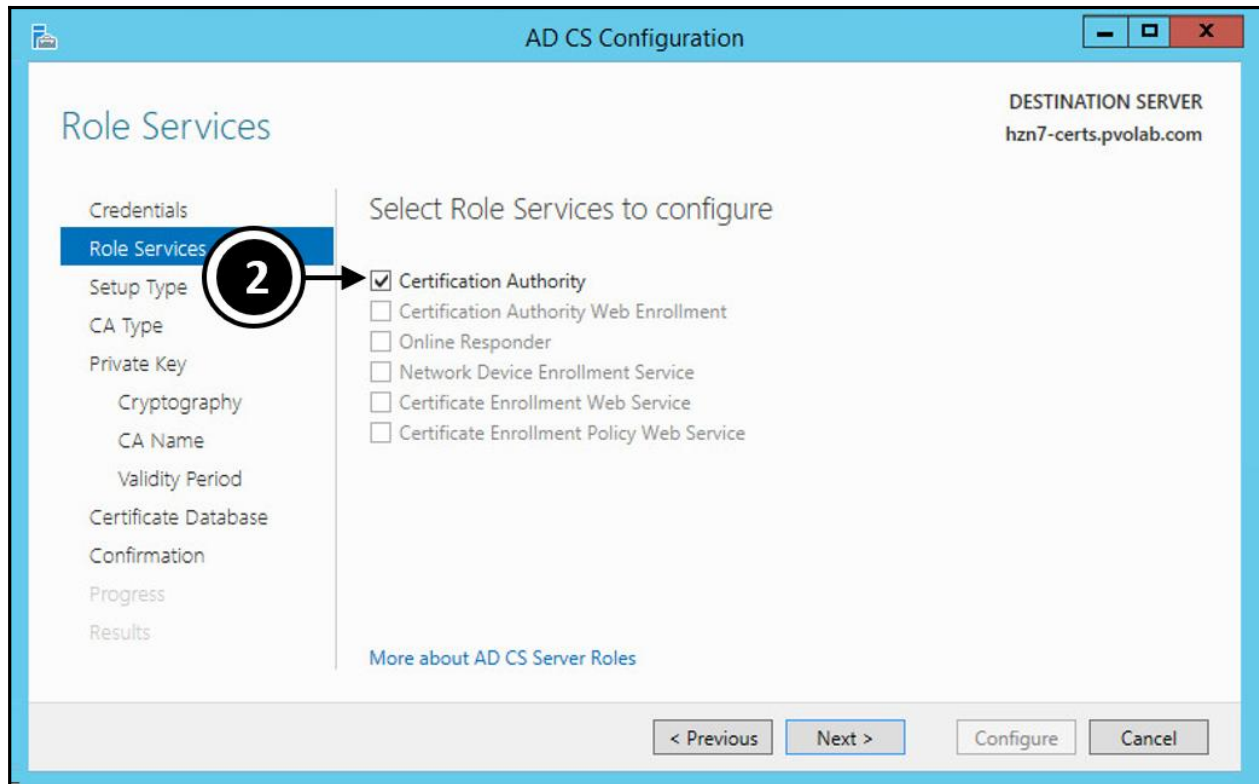 AD CS Configuration
DESTINATION SERVER
hzn7-certs.pvolab.com
Role Services
Credentials
Role Services
Setup Type
CA Type
Private Key
Cryptography
CA Name
Validity Period
Certificate Database
Confirmation
Progress
Results
2
Select Role Services to configure
Certification Authority
Certification Authority Web Enrollment
Online Responder
Network Device Enrollment Service
Certificate Enrollment Web Service
Certificate Enrollment Policy Web Service
More about AD CS Server Roles
< Previous
Next >
Configure
Cancel